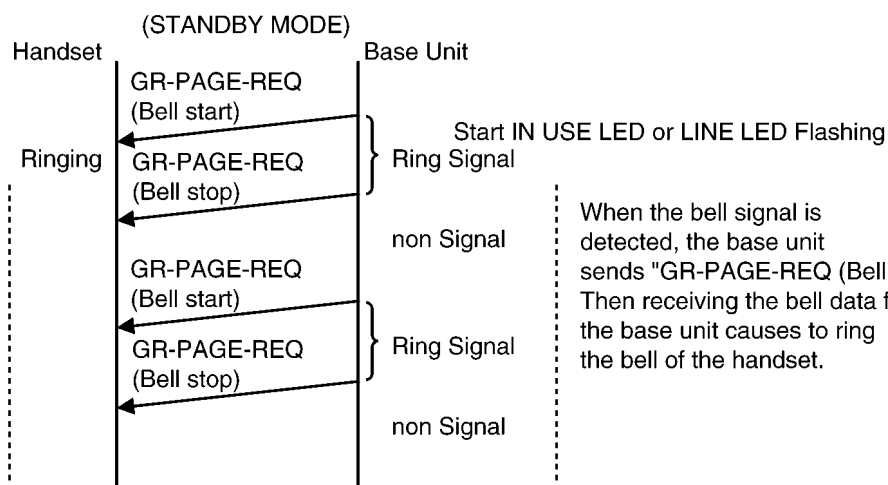 (STANDBY MODE)
Handset
Base Unit
GR-PAGE-REQ
(Bell start)
Start IN USE LED or LINE LED Flashing
Ringing
GR-PAGE-REQ
(Bell stop)
Ring Signal
non Signal
When the bell signal is
detected, the base unit
sends "GR-PAGE-REQ (Bell
Then receiving the bell data f
the base unit causes to ring
the bell of the handset.
GR-PAGE-REQ
(Bell start)
GR-PAGE-REQ
(Bell stop)
Ring Signal
non Signal